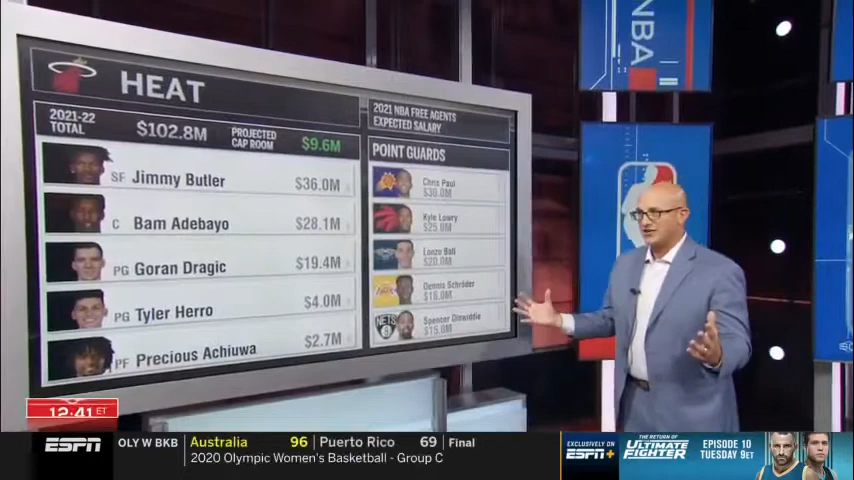 HEAT
2021-22
TOTAL
$102.8M
PROJECTED
CAP ROOM
$9.6M
SF Jimmy Butler $36.0M
C Bam Adebayo $28.1M
PG Goran Dragic $19.4M
PG Tyler Herro $4.0M
PF Precious Achiuwa $2.7M
2021 NBA FREE AGENTS
EXPECTED SALARY
POINT GUARDS
Chris Paul
$30.0M
Kyle Lowry
$25.0M
Lonzo Ball
$20.0M
Dennis Schröder
Spencer Dinwiddie
$15.0M
NETS
NBA
12:41 ET
ESPN
OLY W BKB
Australia 96 Puerto Rico 69 Final
2020 Olympic Women's Basketball - Group C
EXCLUSIVELY ON
ESPN+
THE RETURN OF
THE
ULTIMATE
FIGHTER
EPISODE 10
TUESDAY 9ET